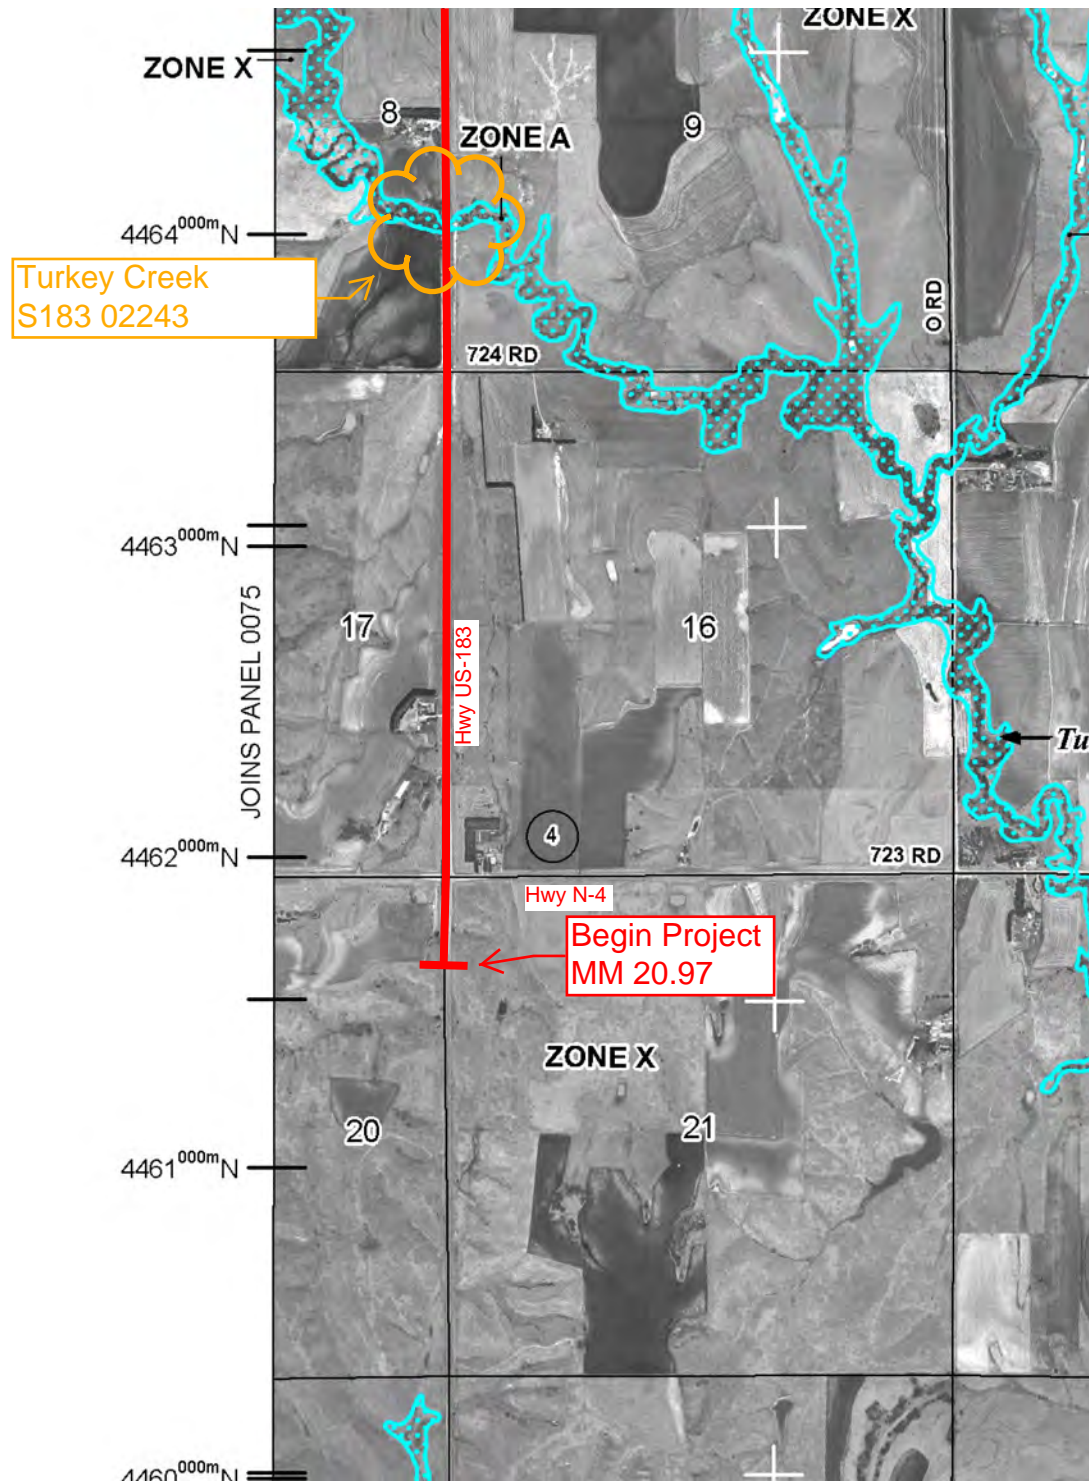 ZONE X
ZONE X
8
ZONE A
9
4464000mN
Turkey Creek
S183 02243
O RD
724 RD
4463000mN
JOINS PANEL 0075
17
16
Hwy US-183
Tu
4
4462000mN
723 RD
Hwy N-4
Begin Project
MM 20.97
ZONE X
20
21
4461000mN
4460000mN